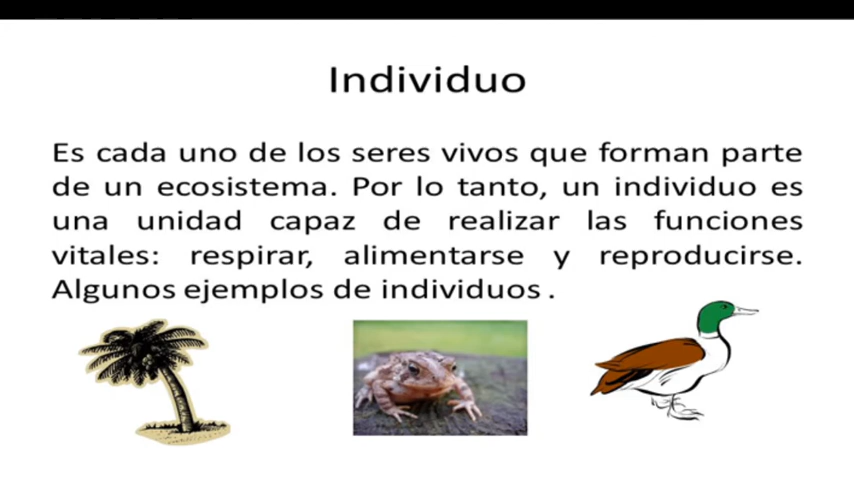 Individuo
Es cada uno de los seres vivos que forman parte
de un ecosistema. Por lo tanto, un individuo es
una unidad capaz de realizar las funciones
vitales: respirar, alimentarse y reproducirse.
Algunos ejemplos de individuos .